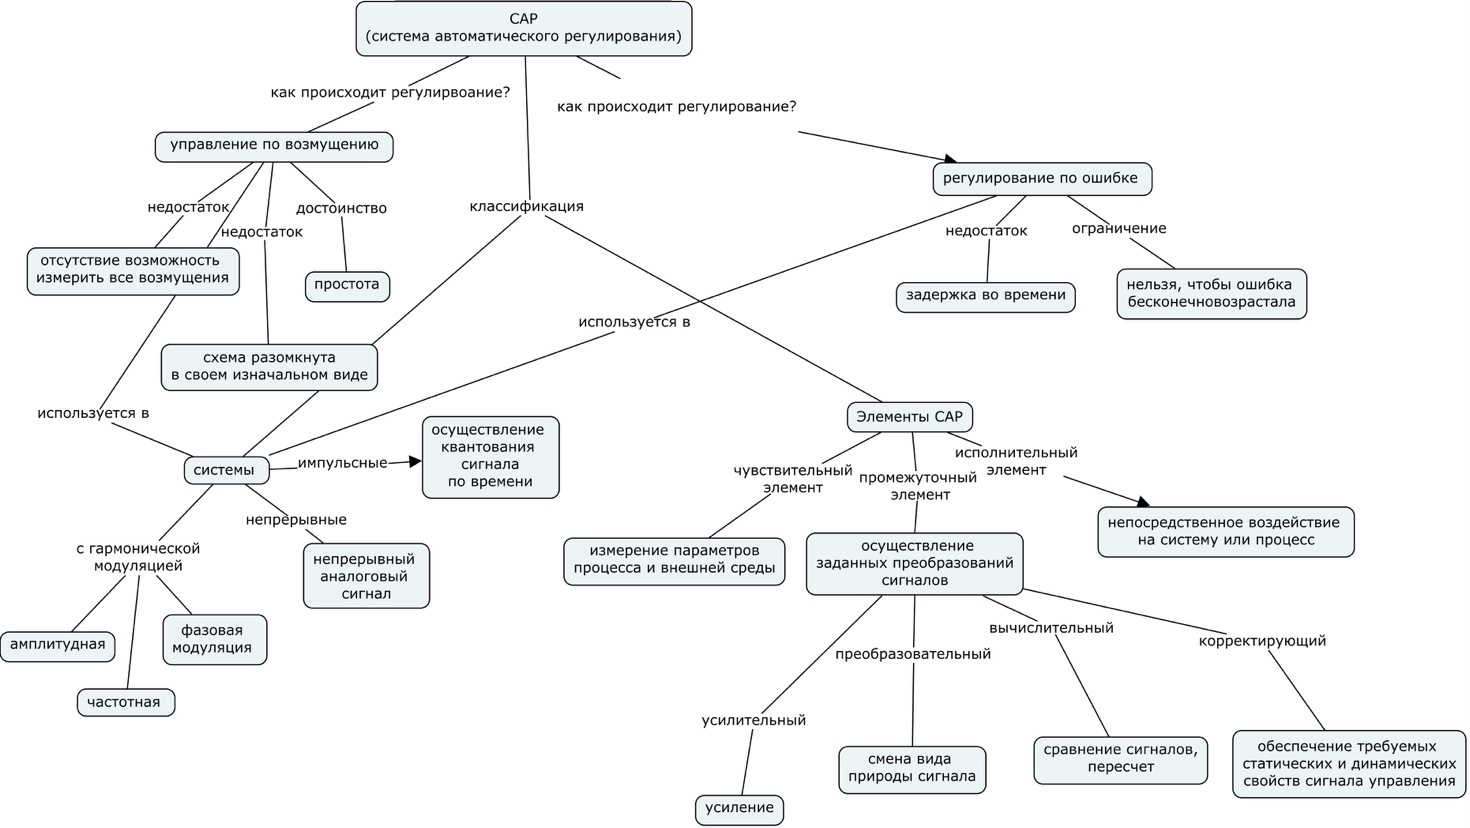 САР
(система автоматического регулирования)
как происходит регулирвоание?
как происходит регулирование?
управление по возмущению
регулирование по ошибке
недостаток
достоинство
классификация
недостаток
недостаток
ограничение
отсутствие возможность
измерить все возмущения
простота
задержка во времени
нельзя, чтобы ошибка
бесконечновозрастала
используется в
схема разомкнута
в своем изначальном виде
используется в
Элементы САР
осуществление
квантования
сигнала
по времени
системы
импульсные
чувствительный
элемент
промежуточный
элемент
исполнительный
элемент
непрерывные
с гармонической
модуляцией
непрерывный
аналоговый
сигнал
измерение параметров
процесса и внешней среды
осуществление
заданных преобразований
сигналов
непосредственное воздействие
на систему или процесс
амплитудная
фазовая
модуляция
частотная
усилительный
преобразовательный
вычислительный
корректирующий
усиление
смена вида
природы сигнала
сравнение сигналов,
пересчет
обеспечение требуемых
статических и динамических
свойств сигнала управления